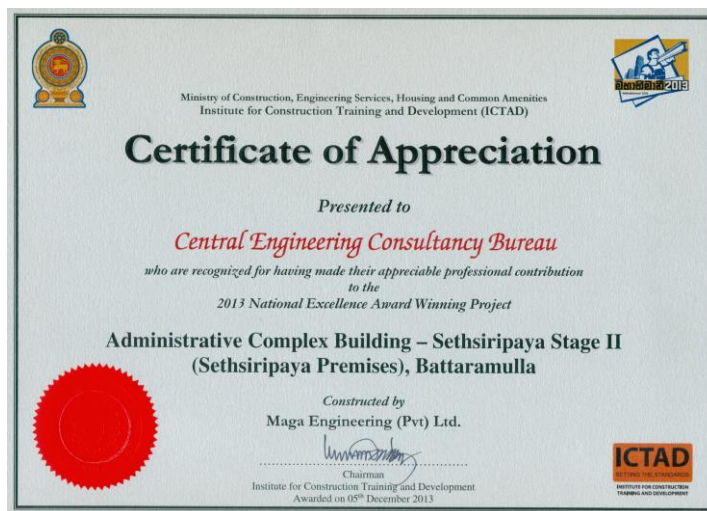 මහාභිමානි2013
Ministry of Construction, Engineering Services, Housing and Common Amenities
Institute for Construction Training and Development (ICTAD)
Certificate of Appreciation
Presented to
Central Engineering Consultancy Bureau
who are recognized for having made their appreciable professional contribution
to the
2013 National Excellence Award Winning Project
Administrative Complex Building – Sethsiripaya Stage II
(Sethsiripaya Premises), Battaramulla
Constructed by
Maga Engineering (Pvt) Ltd.
Chairman
Institute for Construction Training and Development
Awarded on 05th December 2013
ICTAD
SETTING THE STANDARDS
INSTITUTE FOR CONSTRUCTION
TRAINING AND DEVELOPMENT